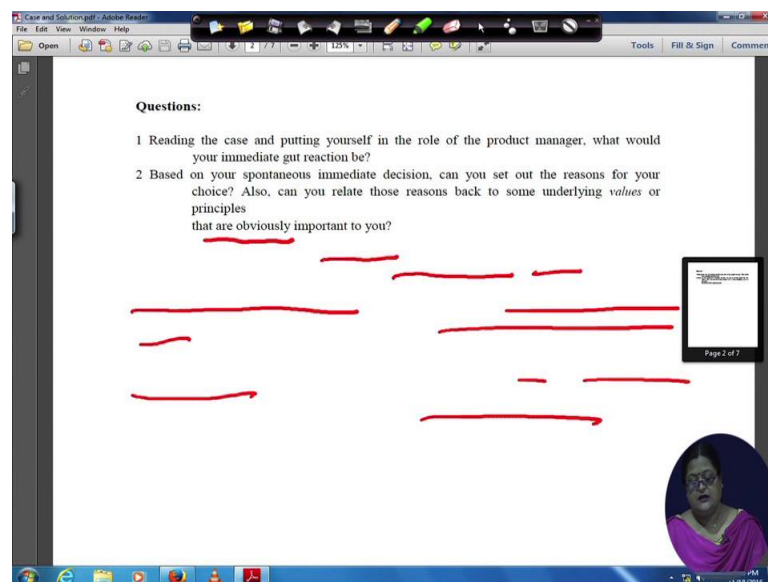 Case and Solution.pdf - Adobe Reader
File Edit View Window Help
Open 2 / 7 125% Tools Fill & Sign Commen
Questions:
1 Reading the case and putting yourself in the role of the product manager, what would
your immediate gut reaction be?
2 Based on your spontaneous immediate decision, can you set out the reasons for your
choice? Also, can you relate those reasons back to some underlying values or
principles
that are obviously important to you?
Page 2 of 7
PM